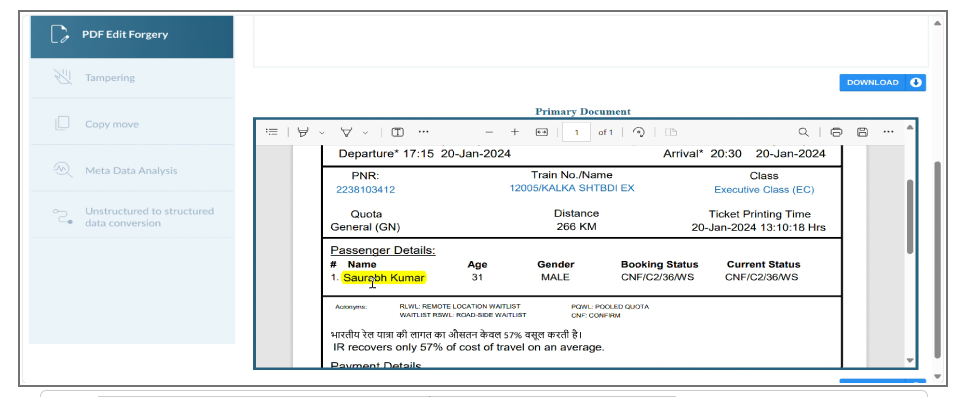 PDF Edit Forgery
Tampering
Copy move
Meta Data Analysis
Unstructured to structured
data conversion
DOWNLOAD
Primary Document
1 of 1
Departure* 17:15 20-Jan-2024 Arrival* 20:30 20-Jan-2024
PNR: Train No./Name Class
2238103412 12005/KALKA SHTBDI EX Executive Class (EC)
Quota Distance Ticket Printing Time
General (GN) 266 KM 20-Jan-2024 13:10:18 Hrs
Passenger Details:
# Name Age Gender Booking Status Current Status
1. Saurabh Kumar 31 MALE CNF/C2/36/WS CNF/C2/36/WS
Acronyms: RLWL: REMOTE LOCATION WAITLIST PQWL: POOLED QUOTA
WAITLIST RSWL: ROAD-SIDE WAITLIST CNF: CONFIRM
भारतीय रेल यात्रा की लागत का औसतन केवल 57% वसूल करती है।
IR recovers only 57% of cost of travel on an average.
Payment Details